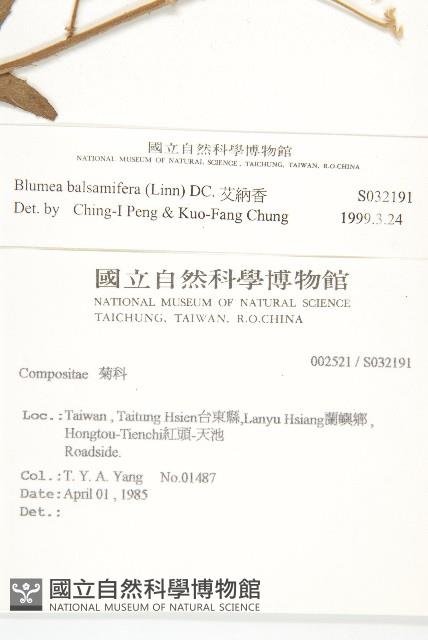 國立自然科學博物館
NATIONAL MUSEUM OF NATURAL SCIENCE, TAICHUNG, TAIWAN, R.O.CHINA
Blumea balsamifera (Linn) DC. 艾納香 S032191
Det. by Ching-I Peng & Kuo-Fang Chung 1999.3.24
國立自然科學博物館
NATIONAL MUSEUM OF NATURAL SCIENCE
TAICHUNG, TAIWAN, R.O.CHINA
002521 / S032191
Compositae 菊科
Loc.:Taiwan , Taitung Hsien台東縣,Lanyu Hsiang蘭嶼鄉 ,
Hongtou-Tienchi紅頭-天池
Roadside.
Col.:T. Y. A. Yang No.01487
Date:April 01 , 1985
Det.:
國立自然科學博物館
NATIONAL MUSEUM OF NATURAL SCIENCE